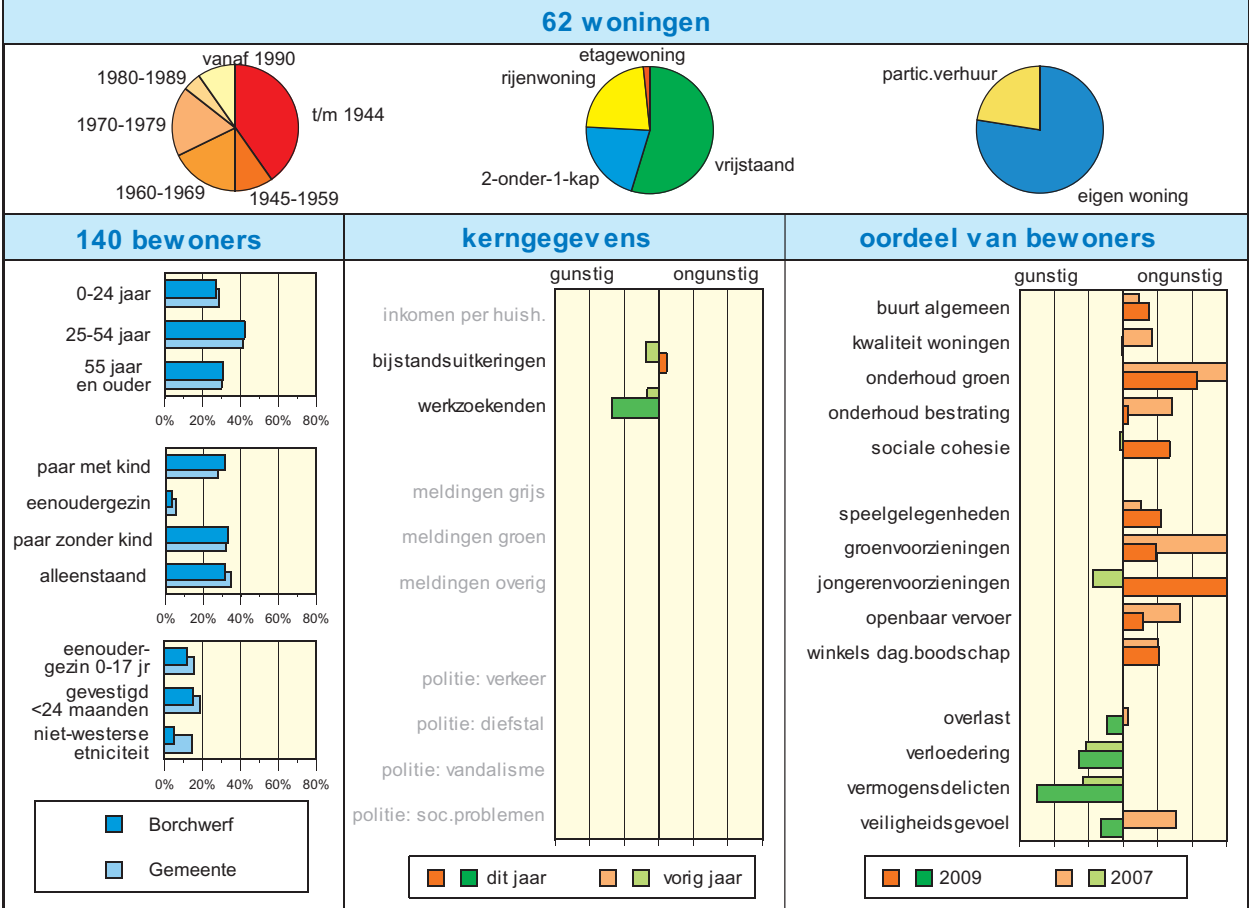 62 woningen
vanaf 1990
1980-1989
1970-1979
1960-1969
1945-1959
t/m 1944
etagewoning
rijenwoning
2-onder-1-kap
vrijstaand
partic.verhuur
eigen woning
140 bewoners
0-24 jaar
25-54 jaar
55 jaar
en ouder
0% 20% 40% 60% 80%
paar met kind
eenoudergezin
paar zonder kind
alleenstaand
0% 20% 40% 60% 80%
eenouder-
gezin 0-17 jr
gevestigd
<24 maanden
niet-westerse
etniciteit
0% 20% 40% 60% 80%
Borchwerf
Gemeente
kerngegevens
gunstig ongunstig
inkomen per huish.
bijstandsuitkeringen
werkzoekenden
meldingen grijs
meldingen groen
meldingen overig
politie: verkeer
politie: diefstal
politie: vandalisme
politie: soc.problemen
dit jaar vorig jaar
oordeel van bewoners
gunstig ongunstig
buurt algemeen
kwaliteit woningen
onderhoud groen
onderhoud bestrating
sociale cohesie
speelgelegenheden
groenvoorzieningen
jongerenvoorzieningen
openbaar vervoer
winkels dag.boodschap
overlast
verloedering
vermogensdelicten
veiligheidsgevoel
2009 2007